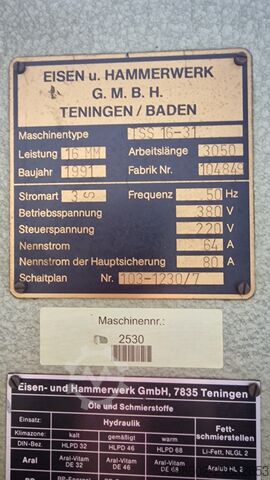 EISEN u. HAMMERWERK
G. M. B. H.
TENINGEN / BADEN
Maschinentype TSS 16-31
Leistung 16 MM Arbeitslänge 3050
Baujahr 1991 Fabrik Nr. 104849
Stromart 3 S Frequenz 50 Hz
Betriebsspannung 380 V
Steuerspannung 220 V
Nennstrom 64 A
Nennstrom der Hauptsicherung 80 A
Schaltplan Nr. 103-1230/7
Maschinennr.:
2530
Eisen- und Hammerwerk GmbH, 7835 Teningen
Öle und Schmierstoffe
Einsatz: Hydraulik Fett-
Klimazone: kalt gemäßigt warm schmierstoffen
DIN-Bez. HLPD 32 HLPD 46 HLPD 68 Li-Fett, NLGL 2
Aral Aral-Vitam Aral-Vitam Aral-Vitam Aralub HL 2
DE 32 DE 46 DE 68